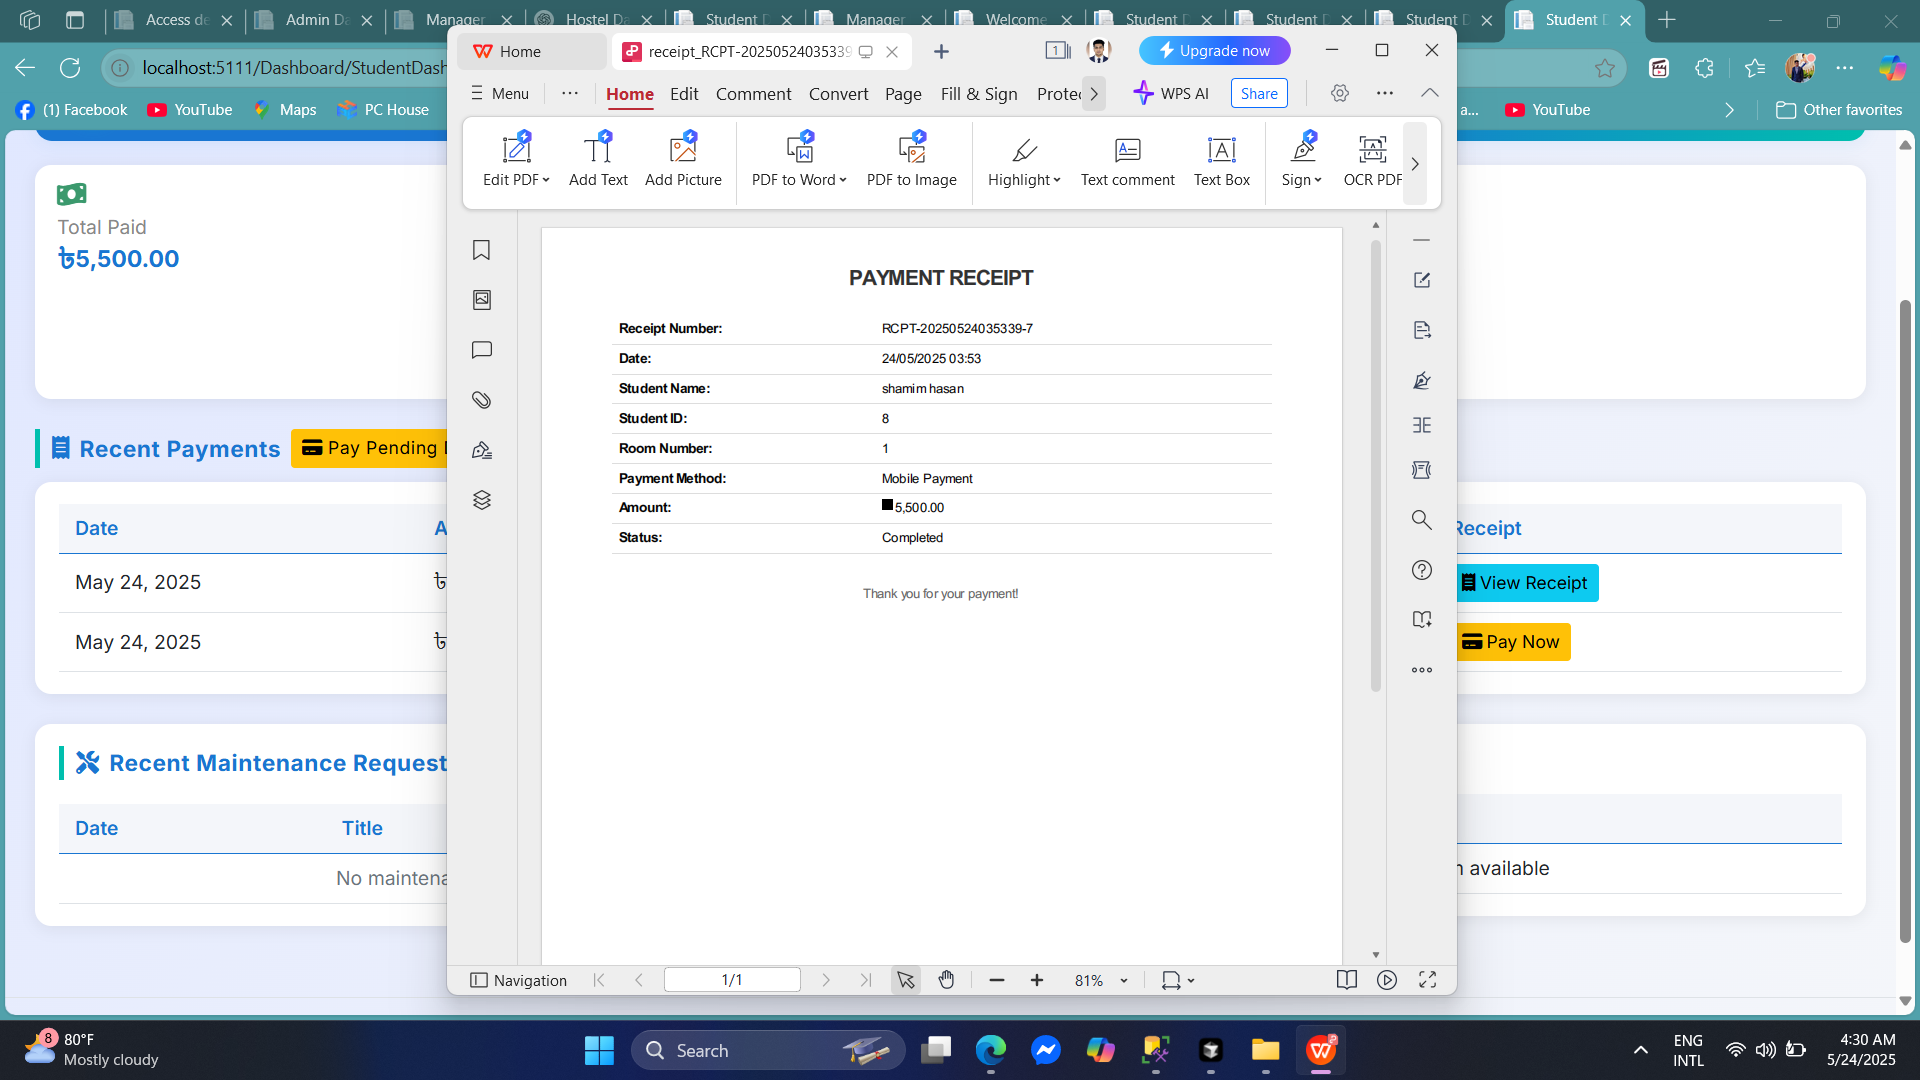 Access de
Admin Da
Manager
Hostel Da
Student D
Manager
Welcome
Student D
Student D
Student D
Student D
localhost:5111/Dashboard/StudentDash
(1) Facebook
YouTube
Maps
PC House
a...
YouTube
Other favorites
Home
receipt_RCPT-20250524035339
1
Upgrade now
Menu
Home
Edit
Comment
Convert
Page
Fill & Sign
Protec
WPS AI
Share
Edit PDF
Add Text
Add Picture
PDF to Word
PDF to Image
Highlight
Text comment
Text Box
Sign
OCR PDF
Total Paid
৳5,500.00
Recent Payments
Pay Pending
Date
A
Receipt
May 24, 2025
৳
View Receipt
May 24, 2025
৳
Pay Now
Recent Maintenance Request
Date
Title
No maintena
n available
PAYMENT RECEIPT
Receipt Number: RCPT-20250524035339-7
Date: 24/05/2025 03:53
Student Name: shamim hasan
Student ID: 8
Room Number: 1
Payment Method: Mobile Payment
Amount: ■5,500.00
Status: Completed
Thank you for your payment!
Navigation
1/1
81%
8
80°F
Mostly cloudy
Search
ENG
INTL
4:30 AM
5/24/2025